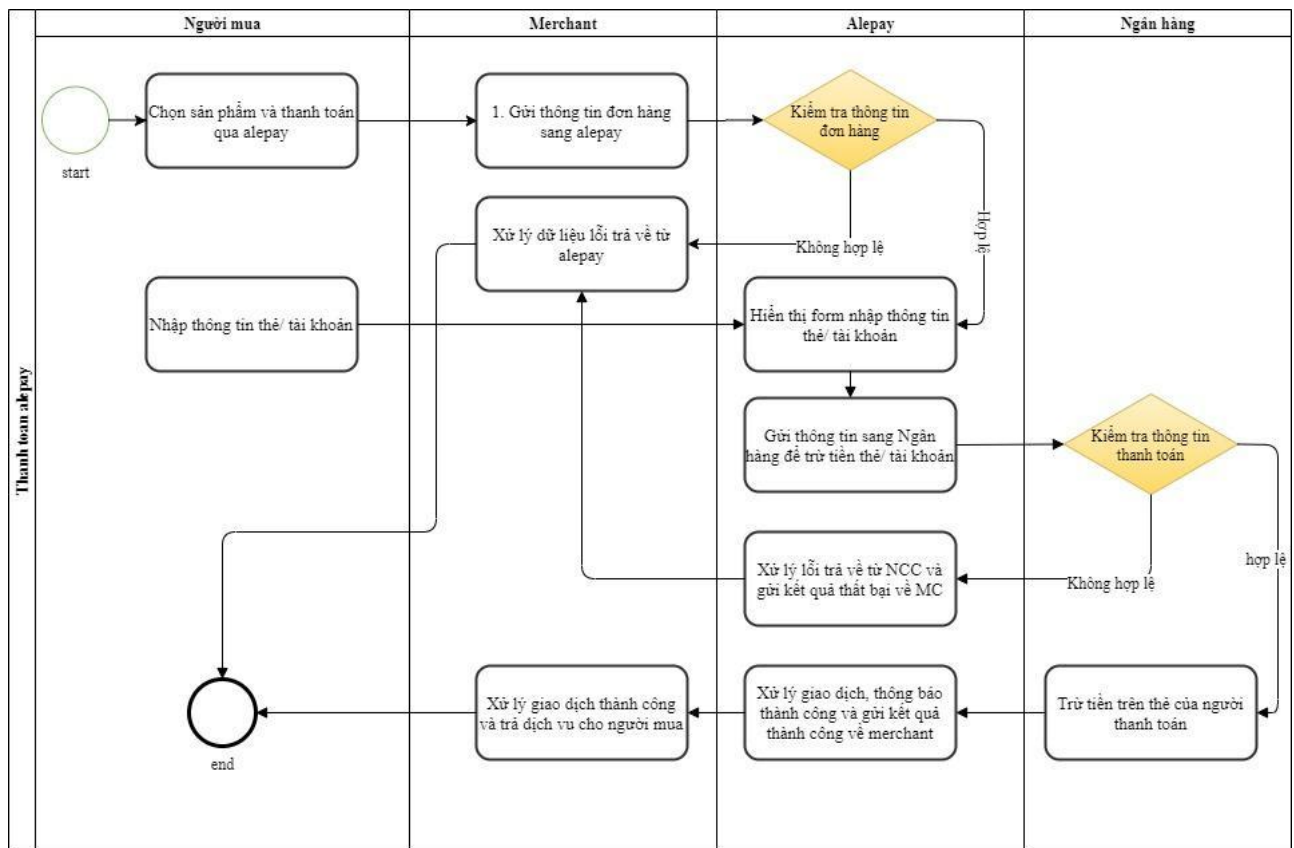 Người mua
Merchant
Alepay
Ngân hàng
Thanh toan alepay
start
Chọn sản phẩm và thanh toán
qua alepay
1. Gửi thông tin đơn hàng
sang alepay
Kiểm tra thông tin
đơn hàng
Hợp lệ
Không hợp lệ
Xử lý dữ liệu lỗi trả về từ
alepay
Nhập thông tin thẻ/ tài khoản
Hiển thị form nhập thông tin
thẻ/ tài khoản
Gửi thông tin sang Ngân
hàng để trừ tiền thẻ/ tài khoản
Kiểm tra thông tin
thanh toán
hợp lệ
Không hợp lệ
Xử lý lỗi trả về từ NCC và
gửi kết quả thất bại về MC
Xử lý giao dịch thành công
và trả dịch vu cho người mua
Xử lý giao dịch, thông báo
thành công và gửi kết quả
thành công về merchant
Trừ tiền trên thẻ của người
thanh toán
end